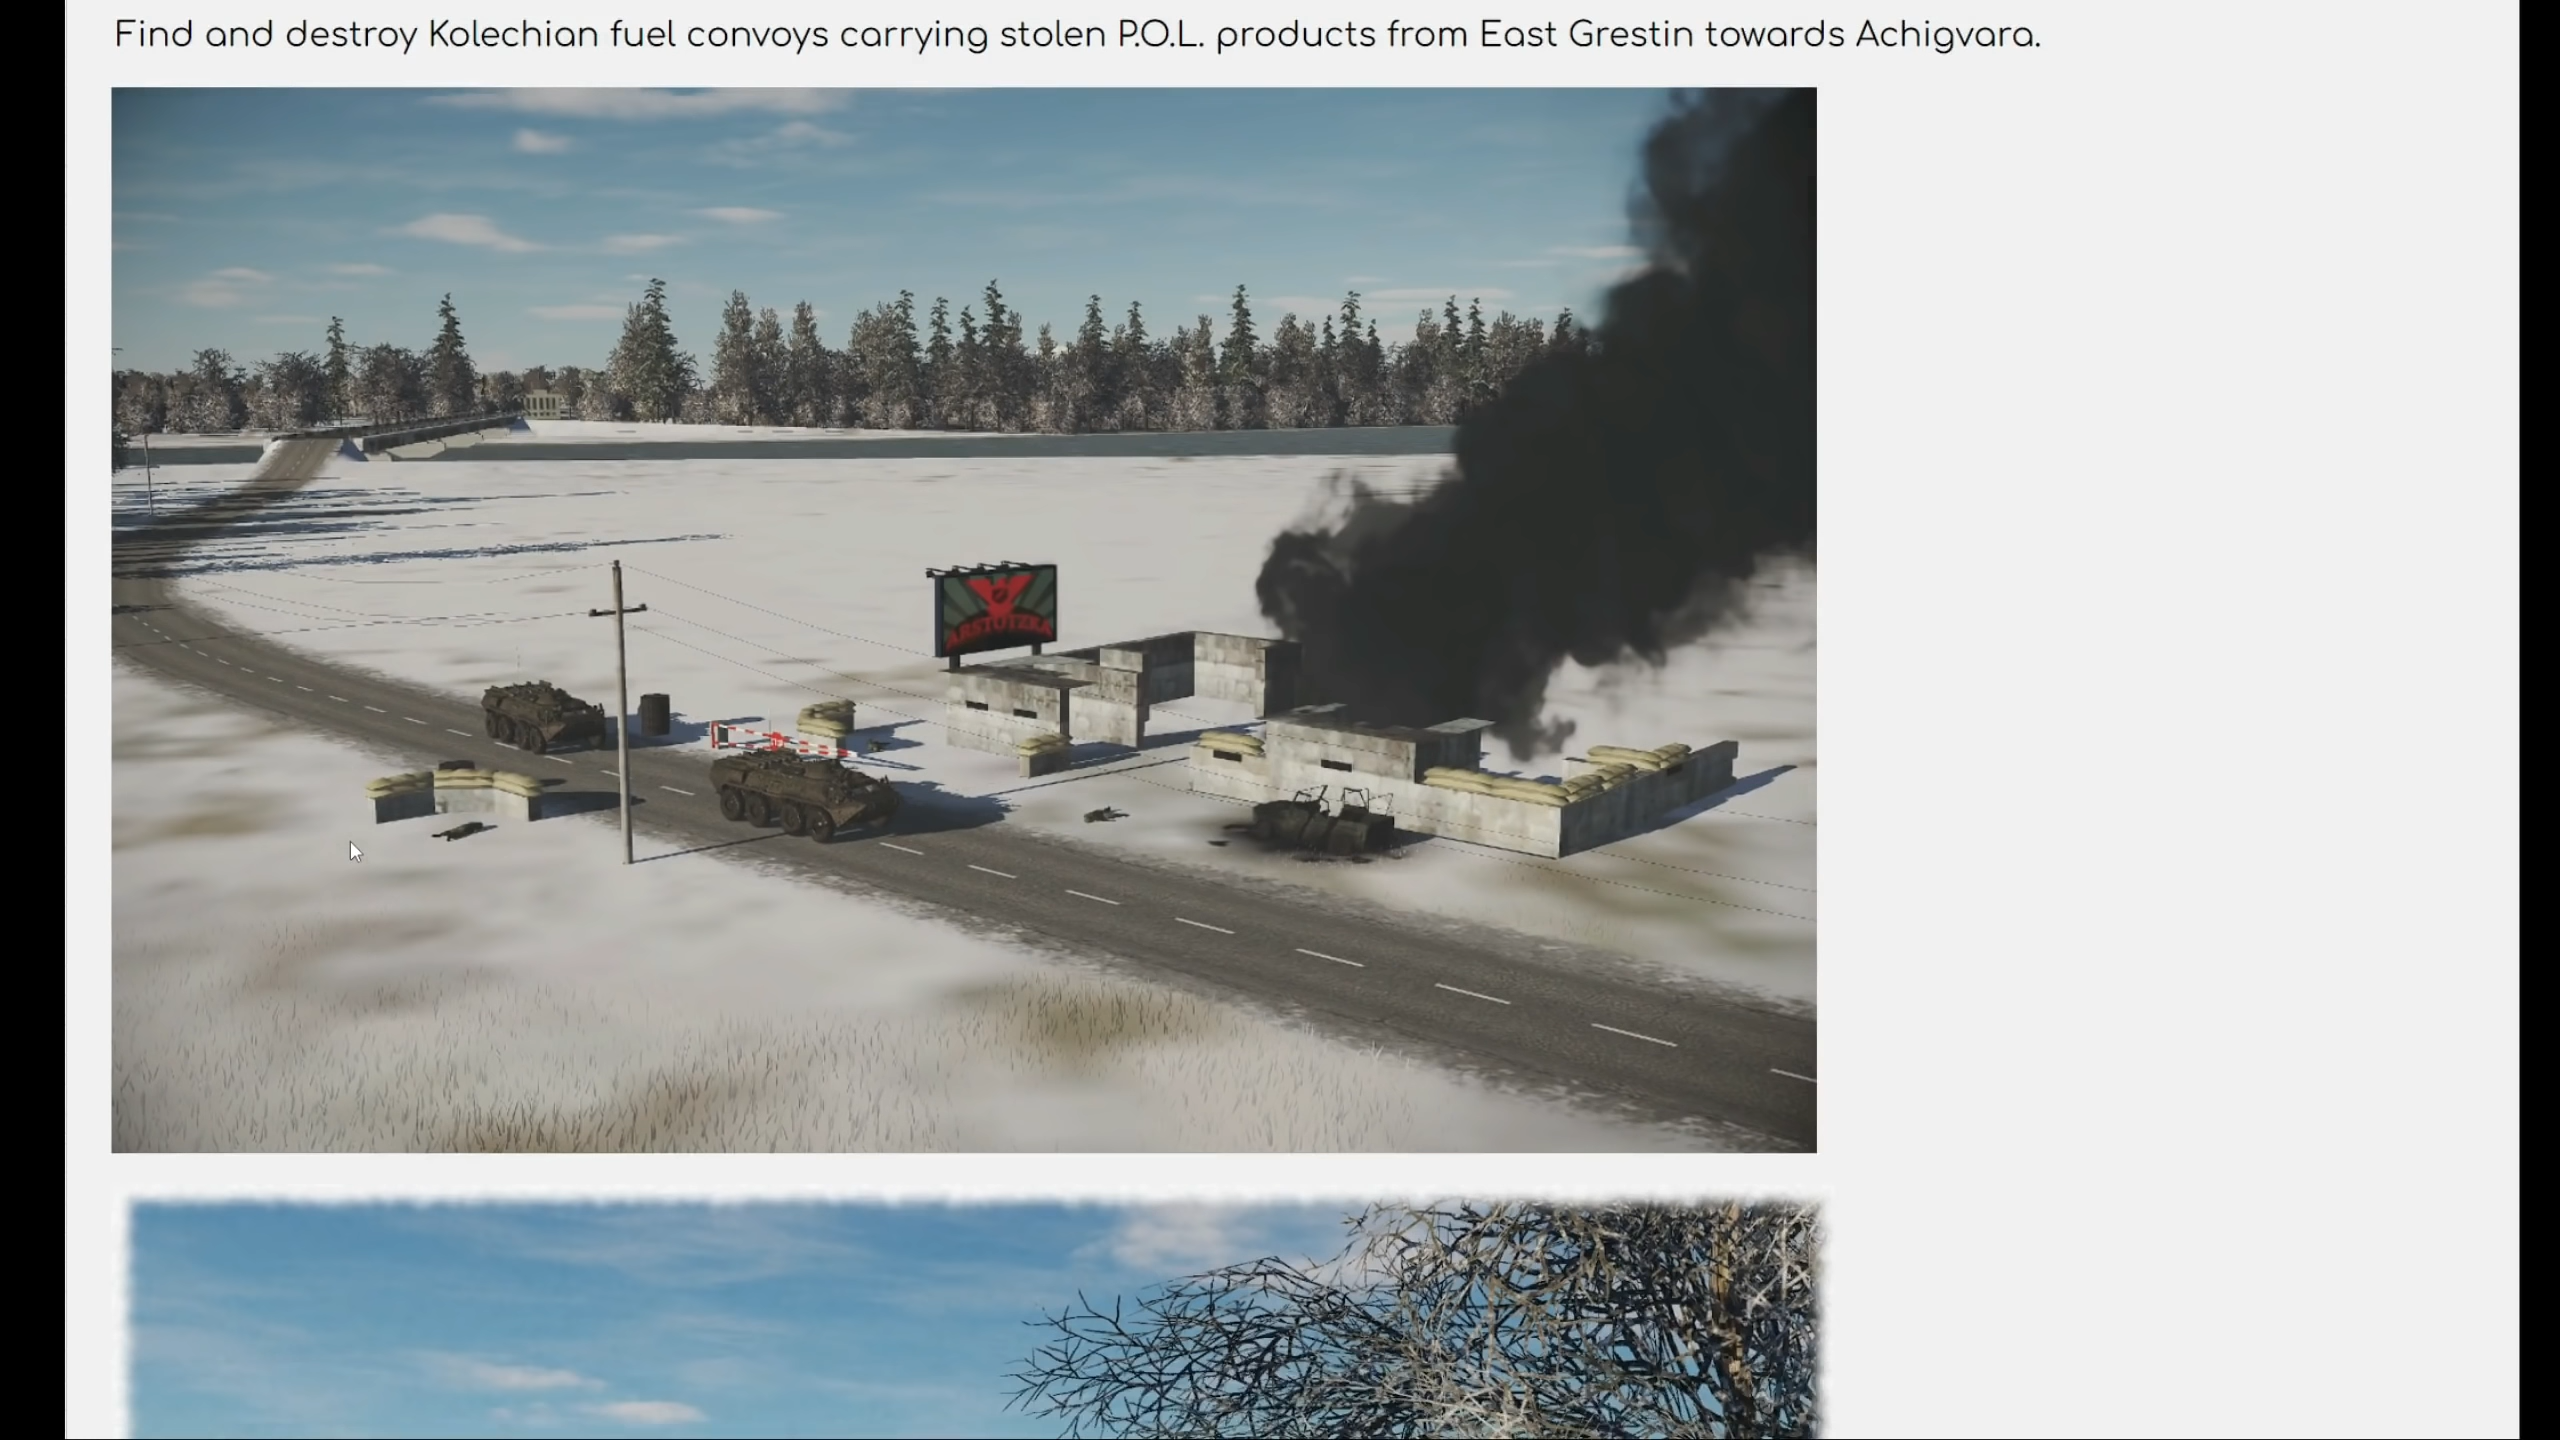 Find and destroy Kolechian fuel convoys carrying stolen P.O.L. products from East Grestin towards Achigvara.
ARSTOTZKA